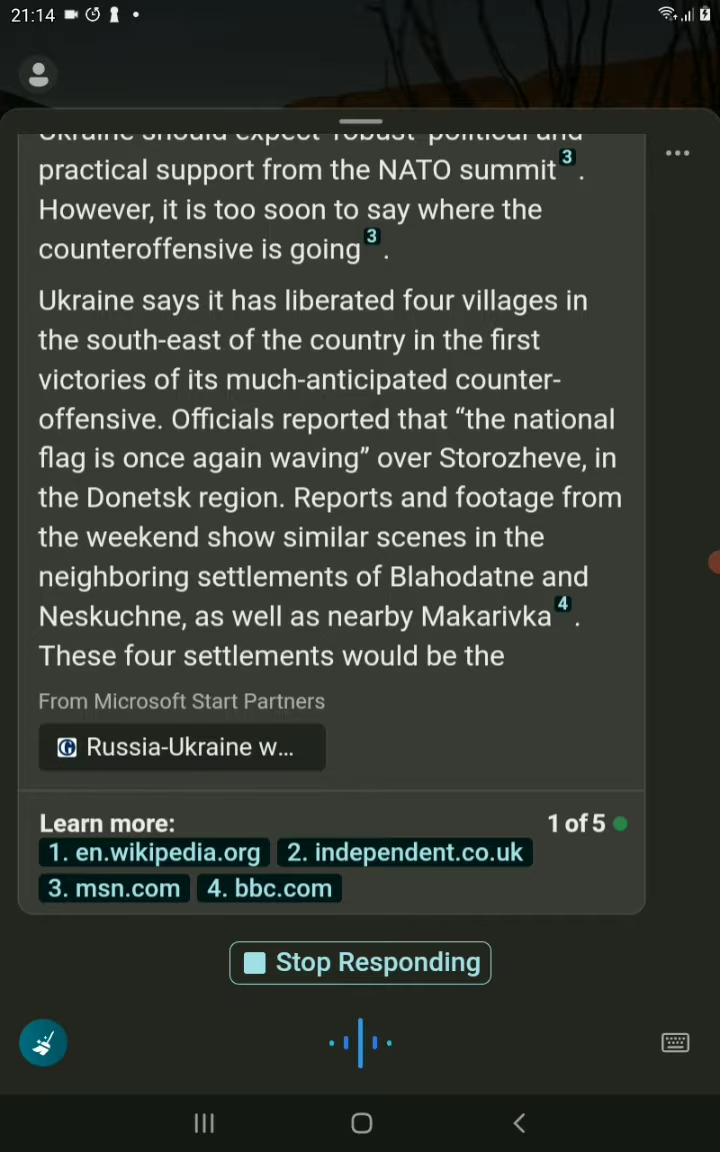 21:14
Ukraine should expect "robust" political and
practical support from the NATO summit 3.
However, it is too soon to say where the
counteroffensive is going 3.
Ukraine says it has liberated four villages in
the south-east of the country in the first
victories of its much-anticipated counter-
offensive. Officials reported that “the national
flag is once again waving” over Storozheve, in
the Donetsk region. Reports and footage from
the weekend show similar scenes in the
neighboring settlements of Blahodatne and
Neskuchne, as well as nearby Makarivka 4.
These four settlements would be the
From Microsoft Start Partners
Russia-Ukraine w...
Learn more:
1 of 5
1. en.wikipedia.org 2. independent.co.uk
3. msn.com 4. bbc.com
Stop Responding